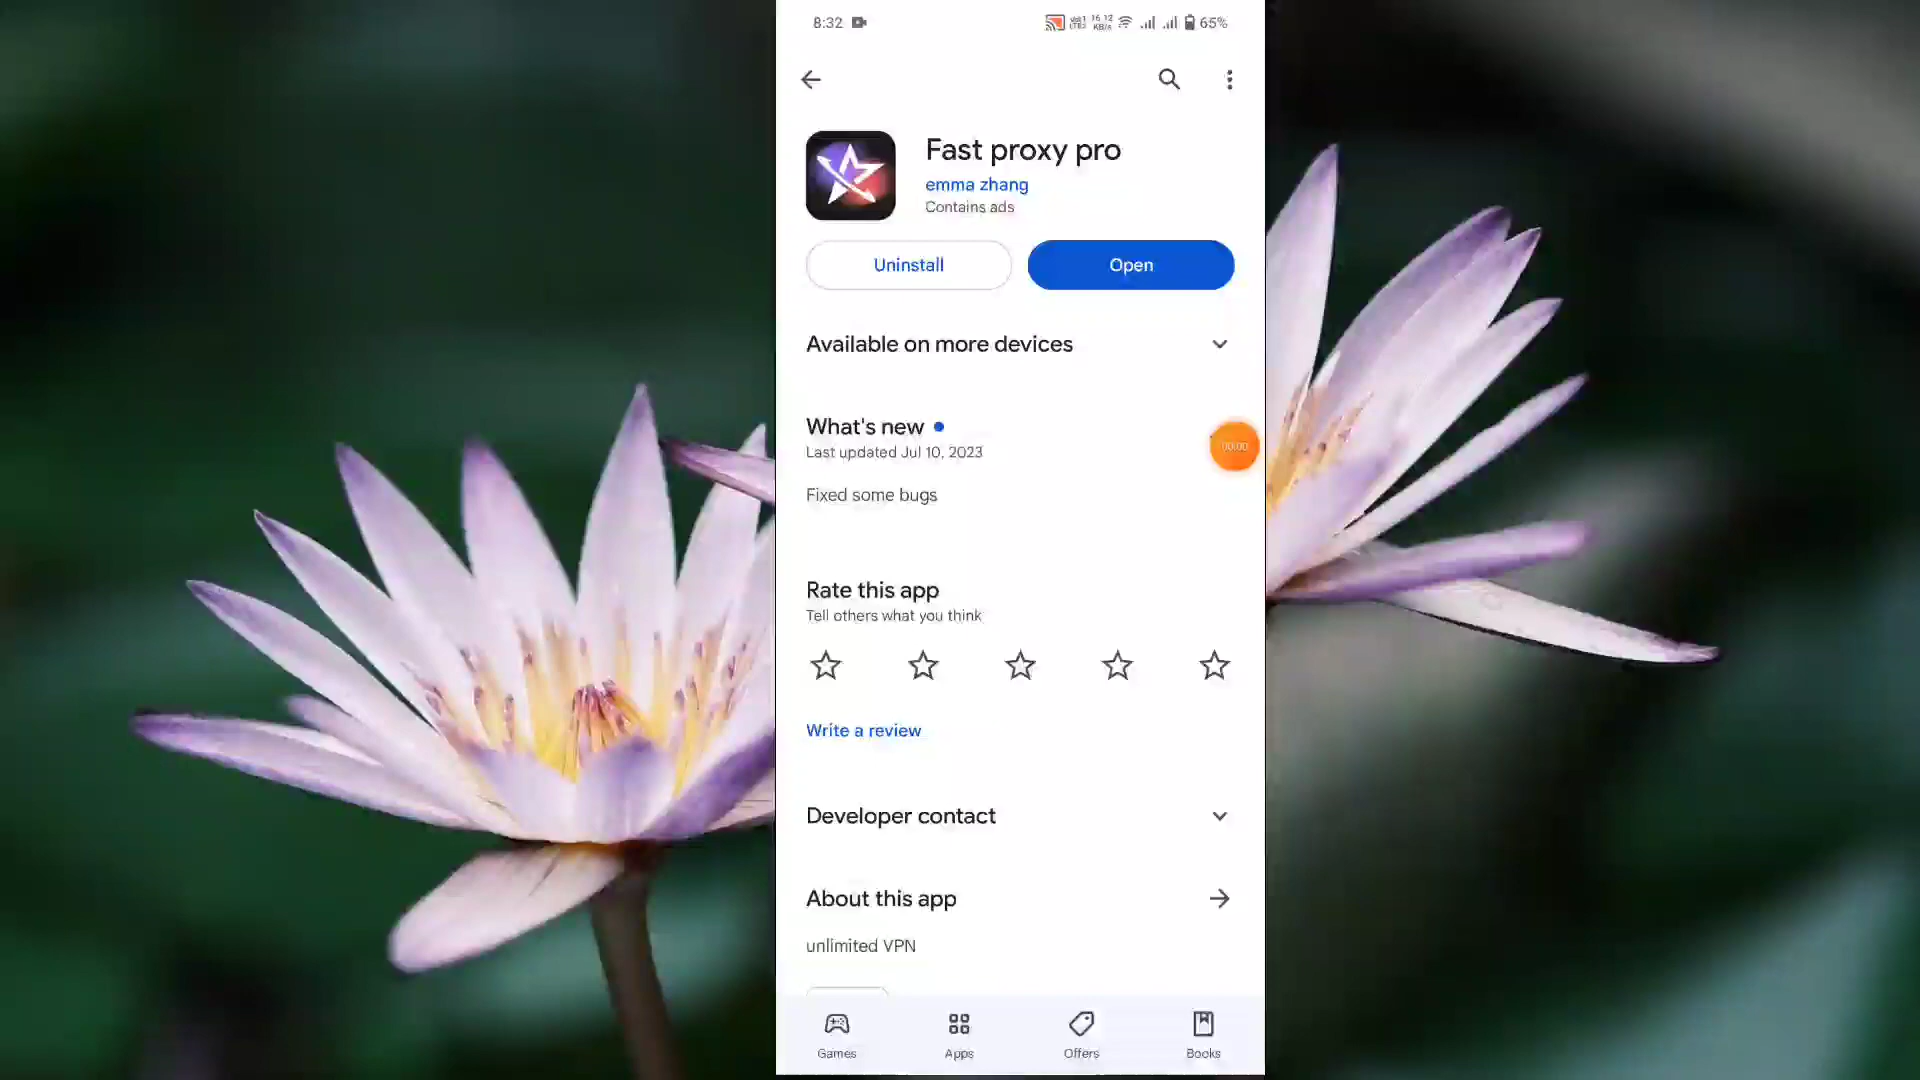 8:32
65%
Fast proxy pro
emma zhang
Contains ads
Uninstall
Open
Available on more devices
What's new
Last updated Jul 10, 2023
00:00
Fixed some bugs
Rate this app
Tell others what you think
Write a review
Developer contact
About this app
unlimited VPN
Games
Apps
Offers
Books